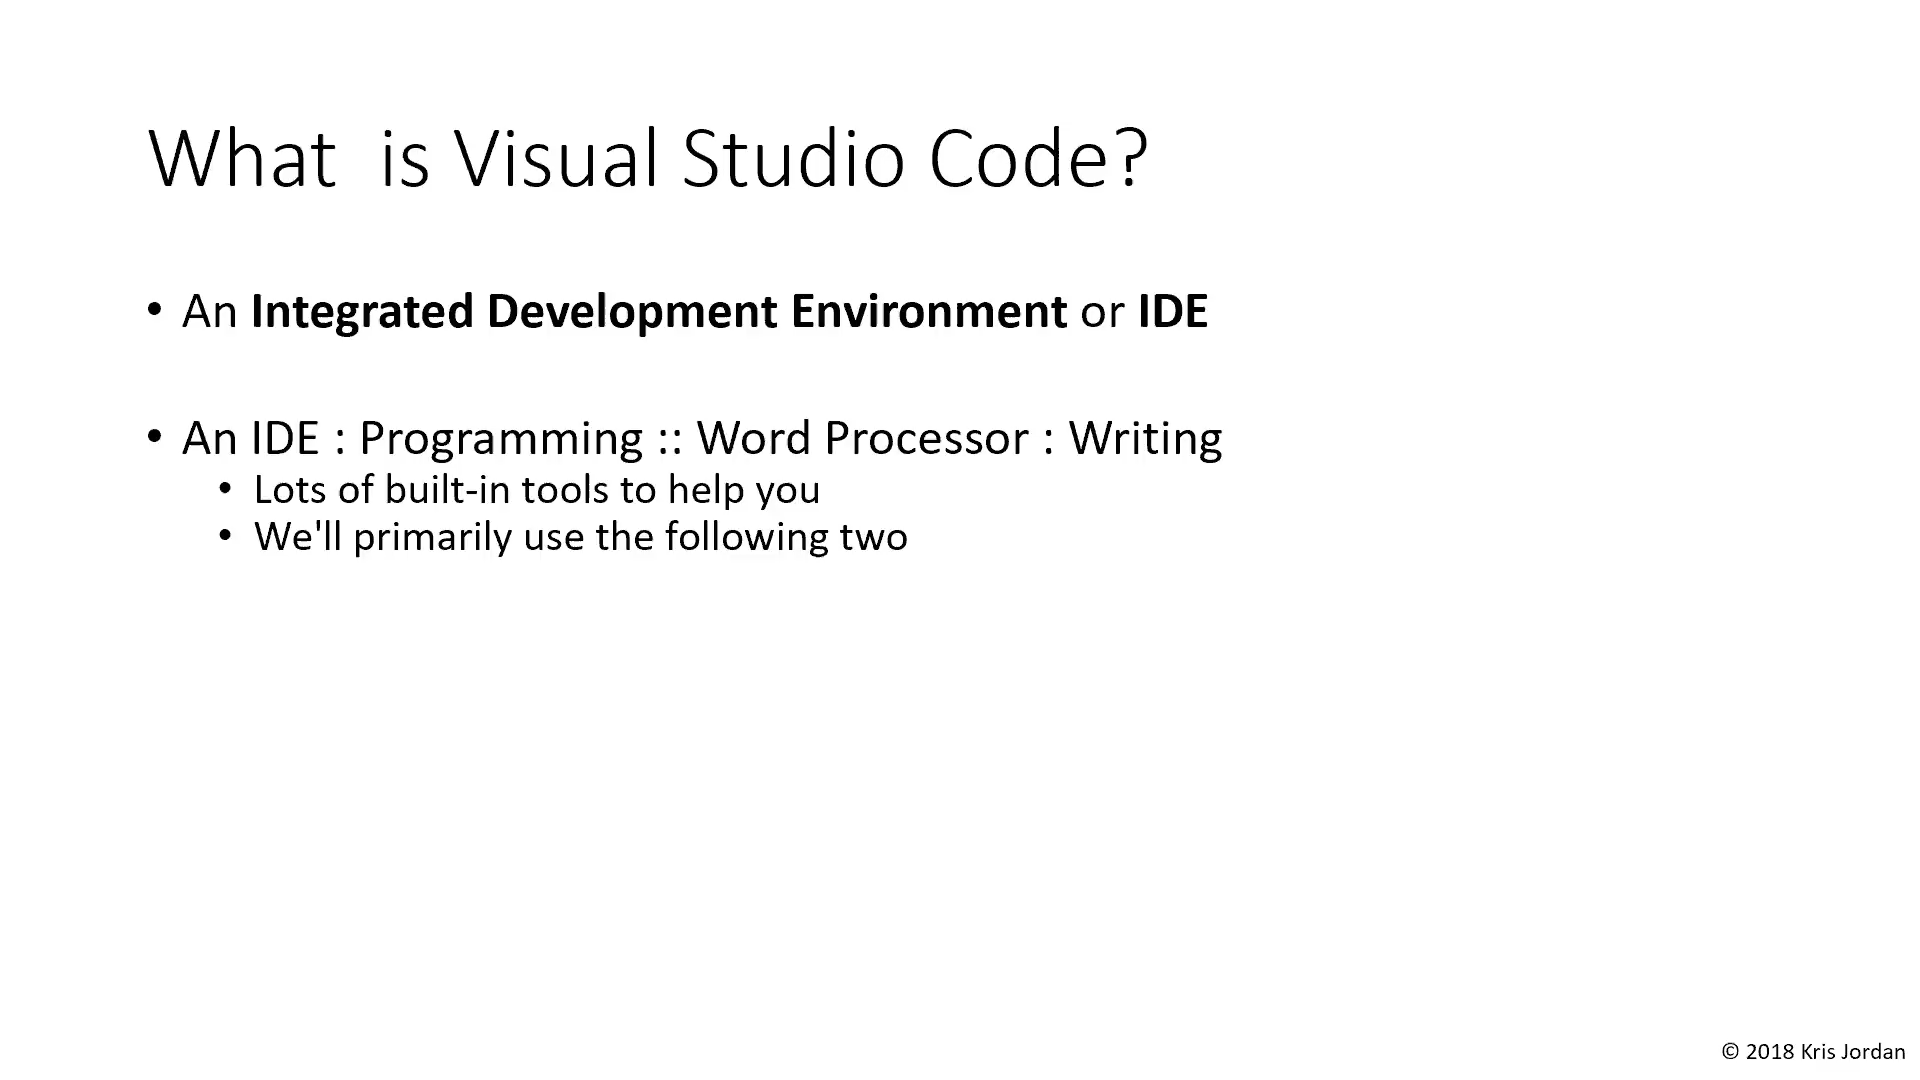 What  is Visual Studio Code?
• An Integrated Development Environment or IDE
• An IDE : Programming :: Word Processor : Writing
• Lots of built-in tools to help you
• We'll primarily use the following two
© 2018 Kris Jordan